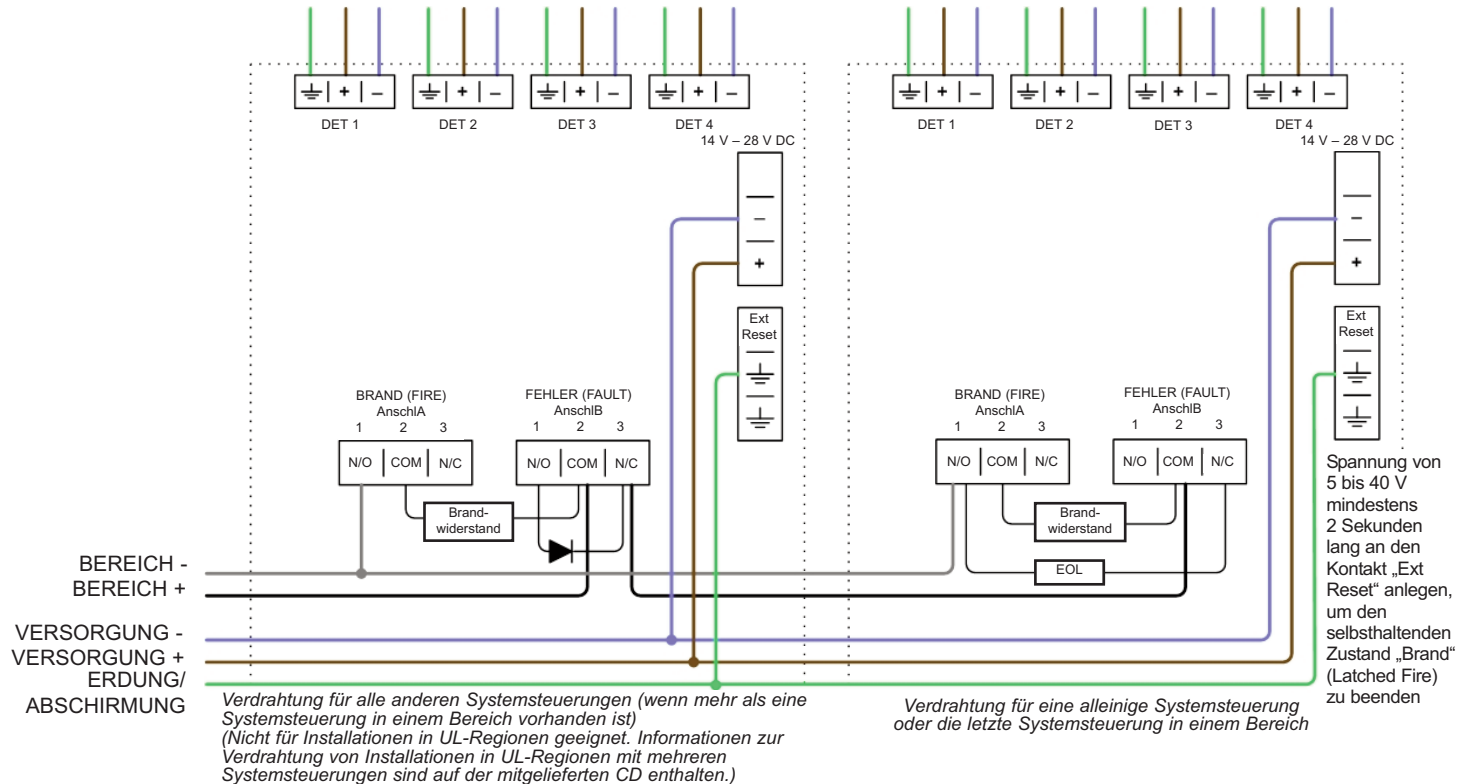 ⏚ | + | –
⏚ | + | –
⏚ | + | –
⏚ | + | –
DET 1
DET 2
DET 3
DET 4
14 V – 28 V DC
–
+
Ext
Reset
BRAND (FIRE)
AnschlA
1 2 3
N/O COM N/C
FEHLER (FAULT)
AnschlB
1 2 3
N/O COM N/C
Brand-
widerstand
⏚ | + | –
⏚ | + | –
⏚ | + | –
⏚ | + | –
DET 1
DET 2
DET 3
DET 4
14 V – 28 V DC
–
+
Ext
Reset
BRAND (FIRE)
AnschlA
1 2 3
N/O COM N/C
FEHLER (FAULT)
AnschlB
1 2 3
N/O COM N/C
Brand-
widerstand
EOL
Spannung von
5 bis 40 V
mindestens
2 Sekunden
lang an den
Kontakt „Ext
Reset“ anlegen,
um den
selbsthaltenden
Zustand „Brand“
(Latched Fire)
zu beenden
BEREICH -
BEREICH +
VERSORGUNG -
VERSORGUNG +
ERDUNG/
ABSCHIRMUNG
Verdrahtung für alle anderen Systemsteuerungen (wenn mehr als eine
Systemsteuerung in einem Bereich vorhanden ist)
(Nicht für Installationen in UL-Regionen geeignet. Informationen zur
Verdrahtung von Installationen in UL-Regionen mit mehreren
Systemsteuerungen sind auf der mitgelieferten CD enthalten.)
Verdrahtung für eine alleinige Systemsteuerung
oder die letzte Systemsteuerung in einem Bereich